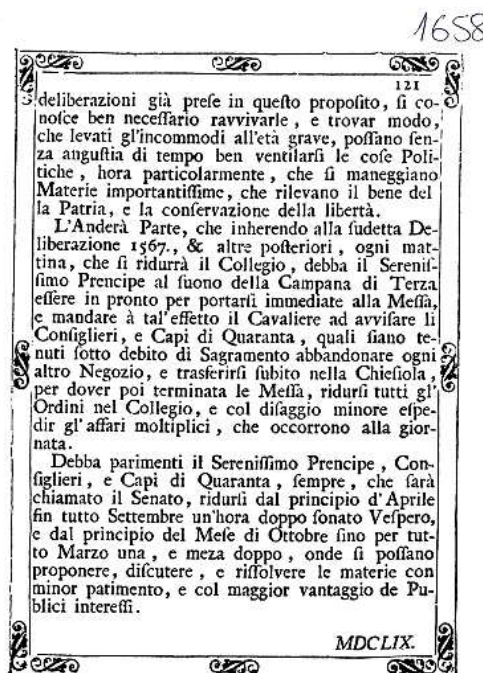 1658
121
deliberazioni già prese in questo proposito, si co-
nosce ben necessario ravvivarle, e trovar modo,
che levati gl'incommodi all'età grave, possano sen-
za angustia di tempo ben ventilarsi le cose Poli-
tiche, hora particolarmente, che si maneggiano
Materie importantissime, che rilevano il bene del
la Patria, e la conservazione della libertà.
L'Anderà Parte, che inherendo alla sudetta De-
liberazione 1567., & altre posteriori, ogni mat-
tina, che si ridurrà il Collegio, debba il Serenis-
simo Prencipe al suono della Campana di Terza
essere in pronto per portarsi immediate alla Messa,
e mandare à tal'effetto il Cavaliere ad avvisare li
Consiglieri, e Capi di Quaranta, quali siano te-
nuti sotto debito di Sagramento abbandonare ogni
altro Negozio, e trasferirsi subito nella Chiesiola,
per dover poi terminata le Messa, ridursi tutti gl'
Ordini nel Collegio, e col disaggio minore espe-
dir gl'affari moltiplici, che occorrono alla gior-
nata.
Debba parimenti il Serenissimo Prencipe, Con-
siglieri, e Capi di Quaranta, sempre, che sarà
chiamato il Senato, ridursi dal principio d'Aprile
fin tutto Settembre un'hora doppo sonato Vespero,
e dal principio del Mese di Ottobre sino per tut-
to Marzo una, e meza doppo, onde si possano
proponere, discutere, e rissolvere le materie con
minor patimento, e col maggior vantaggio de Pu-
blici interessi.
MDCLIX.